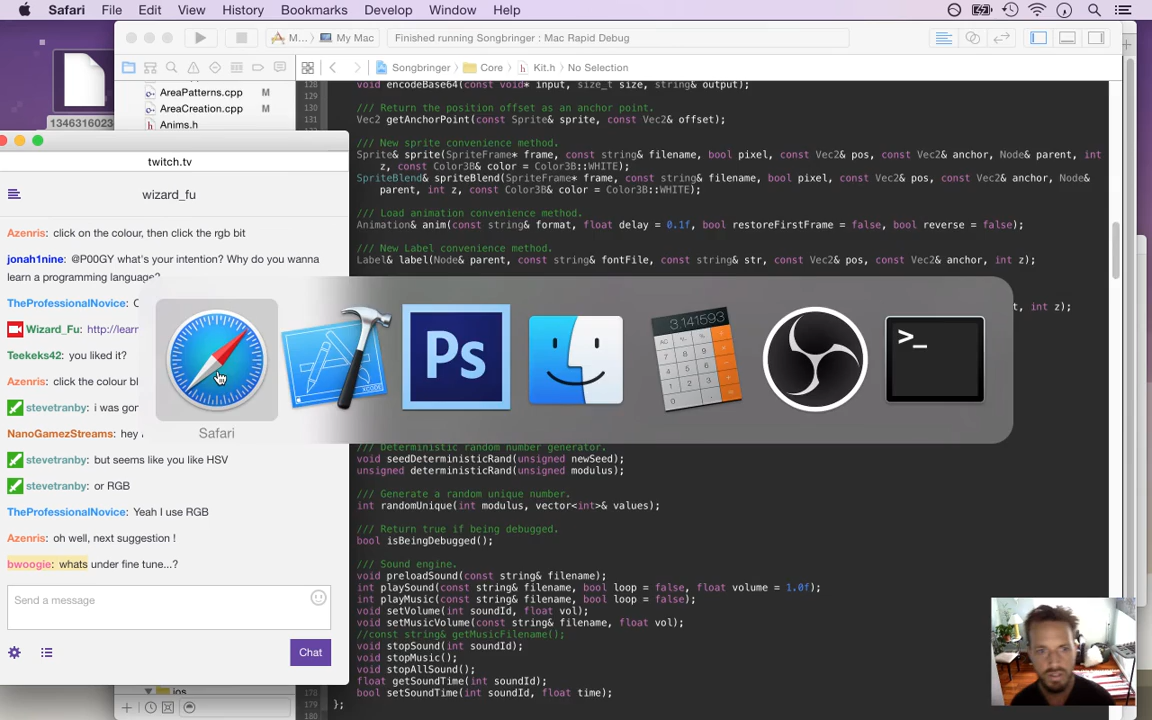 Safari File Edit View History Bookmarks Develop Window Help
M... My Mac
Finished running Songbringer : Mac Rapid Debug
Songbringer Core Kit.h No Selection
AreaPatterns.cpp M
AreaCreation.cpp M
Anims.h
1346316023
twitch.tv
wizard_fu
Azenris: click on the colour, then click the rgb bit
jonah1nine: @P00GY what's your intention? Why do you wanna
learn a programming language?
TheProfessionalNovice:
Wizard_Fu: http://learn
Teekeks42: you liked it?
Azenris: click the colour bl
stevetranby: i was gor
NanoGamezStreams: hey
stevetranby: but seems like you like HSV
stevetranby: or RGB
TheProfessionalNovice: Yeah I use RGB
Azenris: oh well, next suggestion !
bwoogie: whats under fine tune...?
Send a message
Chat
ios
128 void encodeBase64(const void* input, size_t size, string& output);
129
130 /// Return the position offset as an anchor point.
131 Vec2 getAnchorPoint(const Sprite& sprite, const Vec2& offset);
/// New sprite convenience method.
Sprite& sprite(SpriteFrame* frame, const string& filename, bool pixel, const Vec2& pos, const Vec2& anchor, Node& parent, int
z, const Color3B& color = Color3B::WHITE);
SpriteBlend& spriteBlend(SpriteFrame* frame, const string& filename, bool pixel, const Vec2& pos, const Vec2& anchor, Node&
parent, int z, const Color3B& color = Color3B::WHITE);
/// Load animation convenience method.
Animation& anim(const string& format, float delay = 0.1f, bool restoreFirstFrame = false, bool reverse = false);
/// New Label convenience method.
Label& label(Node& parent, const string& fontFile, const string& str, const Vec2& pos, const Vec2& anchor, int z);
, int z);
3.141593
Ps
>_
Safari
/// Deterministic random number generator.
void seedDeterministicRand(unsigned newSeed);
unsigned deterministicRand(unsigned modulus);
/// Generate a random unique number.
int randomUnique(int modulus, vector<int>& values);
/// Return true if being debugged.
bool isBeingDebugged();
/// Sound engine.
void preloadSound(const string& filename);
int playSound(const string& filename, bool loop = false, float volume = 1.0f);
int playMusic(const string& filename, bool loop = false);
void setVolume(int soundId, float vol);
void setMusicVolume(const string& filename, float vol);
//const string& getMusicFilename();
void stopSound(int soundId);
void stopMusic();
void stopAllSound();
float getSoundTime(int soundId);
178 bool setSoundTime(int soundId, float time);
179 };
180